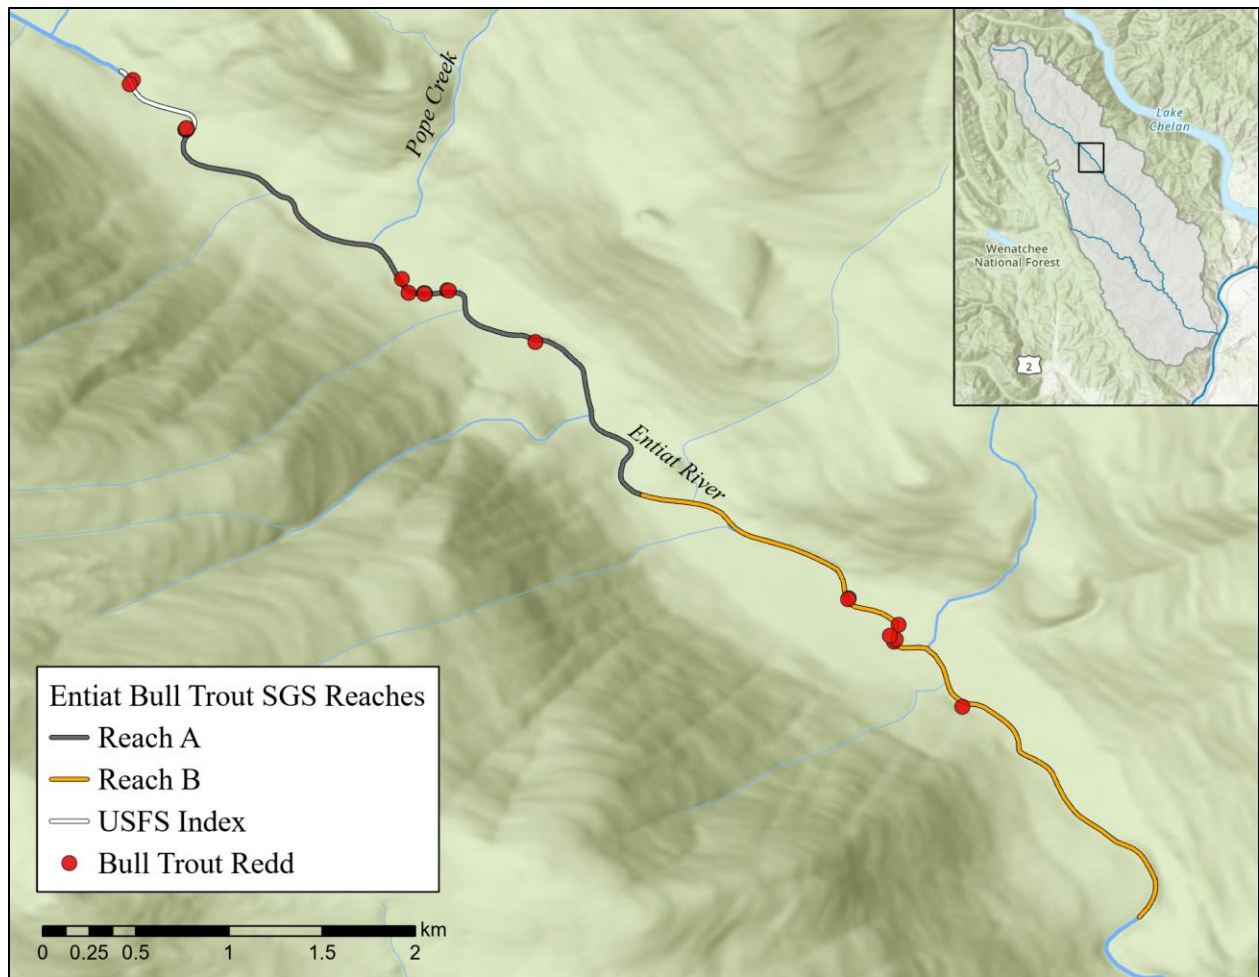 Pope Creek
Lake
Chelan
Wenatchee
National Forest
2
Entiat River
Entiat Bull Trout SGS Reaches
Reach A
Reach B
USFS Index
Bull Trout Redd
km
0 0.25 0.5 1 1.5 2